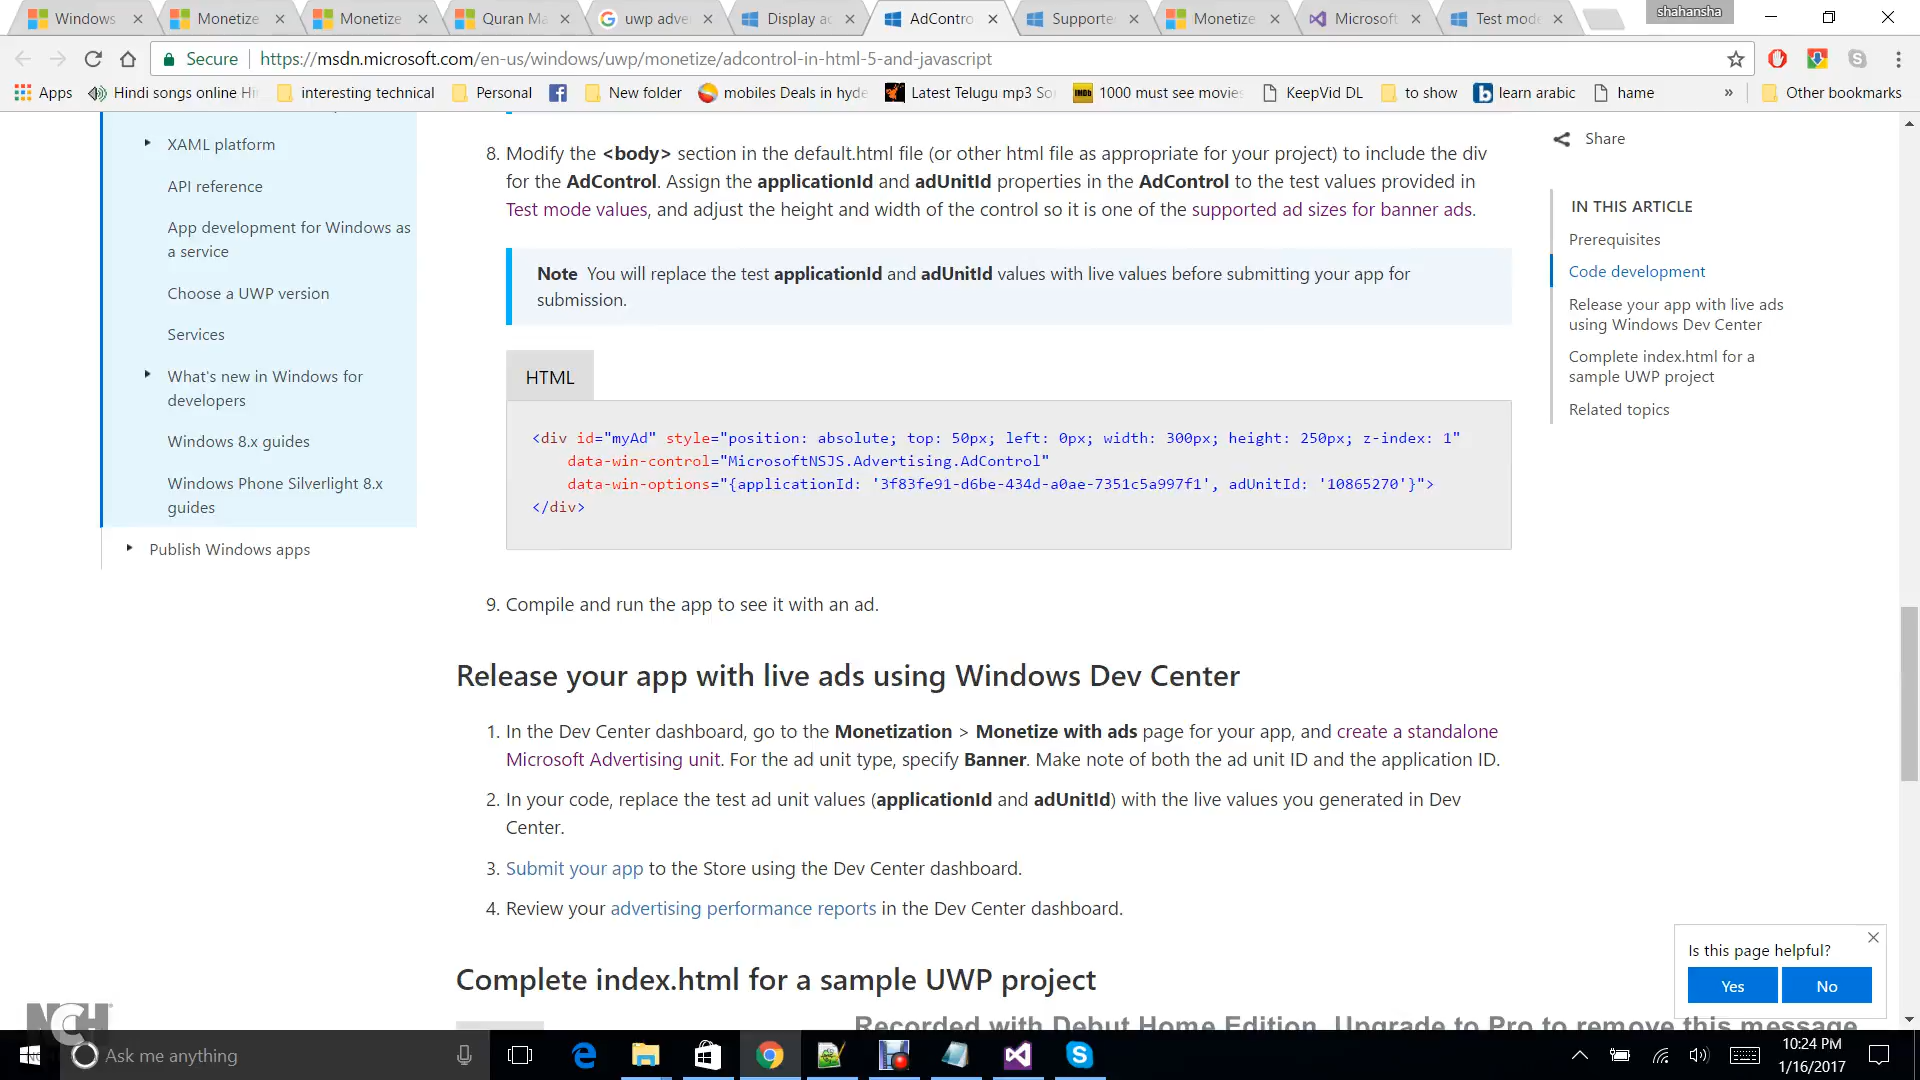 Windows
Monetize
Monetize
Quran Ma
uwp adve
Display ad
AdContro
Supporte
Monetize
Microsoft
Test mode
shahansha
Secure
https://msdn.microsoft.com/en-us/windows/uwp/monetize/adcontrol-in-html-5-and-javascript
Apps
Hindi songs online Hi
interesting technical
Personal
New folder
mobiles Deals in hyde
Latest Telugu mp3 So
IMDb
1000 must see movies
KeepVid DL
to show
learn arabic
hame
»
Other bookmarks
XAML platform
API reference
App development for Windows as
a service
Choose a UWP version
Services
What's new in Windows for
developers
Windows 8.x guides
Windows Phone Silverlight 8.x
guides
Publish Windows apps
8. Modify the <body> section in the default.html file (or other html file as appropriate for your project) to include the div
for the AdControl. Assign the applicationId and adUnitId properties in the AdControl to the test values provided in
Test mode values, and adjust the height and width of the control so it is one of the supported ad sizes for banner ads.
Note You will replace the test applicationId and adUnitId values with live values before submitting your app for
submission.
HTML
<div id="myAd" style="position: absolute; top: 50px; left: 0px; width: 300px; height: 250px; z-index: 1"
data-win-control="MicrosoftNSJS.Advertising.AdControl"
data-win-options="{applicationId: '3f83fe91-d6be-434d-a0ae-7351c5a997f1', adUnitId: '10865270'}">
</div>
9. Compile and run the app to see it with an ad.
Release your app with live ads using Windows Dev Center
1. In the Dev Center dashboard, go to the Monetization > Monetize with ads page for your app, and create a standalone
Microsoft Advertising unit. For the ad unit type, specify Banner. Make note of both the ad unit ID and the application ID.
2. In your code, replace the test ad unit values (applicationId and adUnitId) with the live values you generated in Dev
Center.
3. Submit your app to the Store using the Dev Center dashboard.
4. Review your advertising performance reports in the Dev Center dashboard.
Complete index.html for a sample UWP project
Share
IN THIS ARTICLE
Prerequisites
Code development
Release your app with live ads
using Windows Dev Center
Complete index.html for a
sample UWP project
Related topics
Is this page helpful?
Yes
No
NCH
Recorded with Debut Home Edition. Upgrade to Pro to remove this message
Ask me anything
10:24 PM
1/16/2017